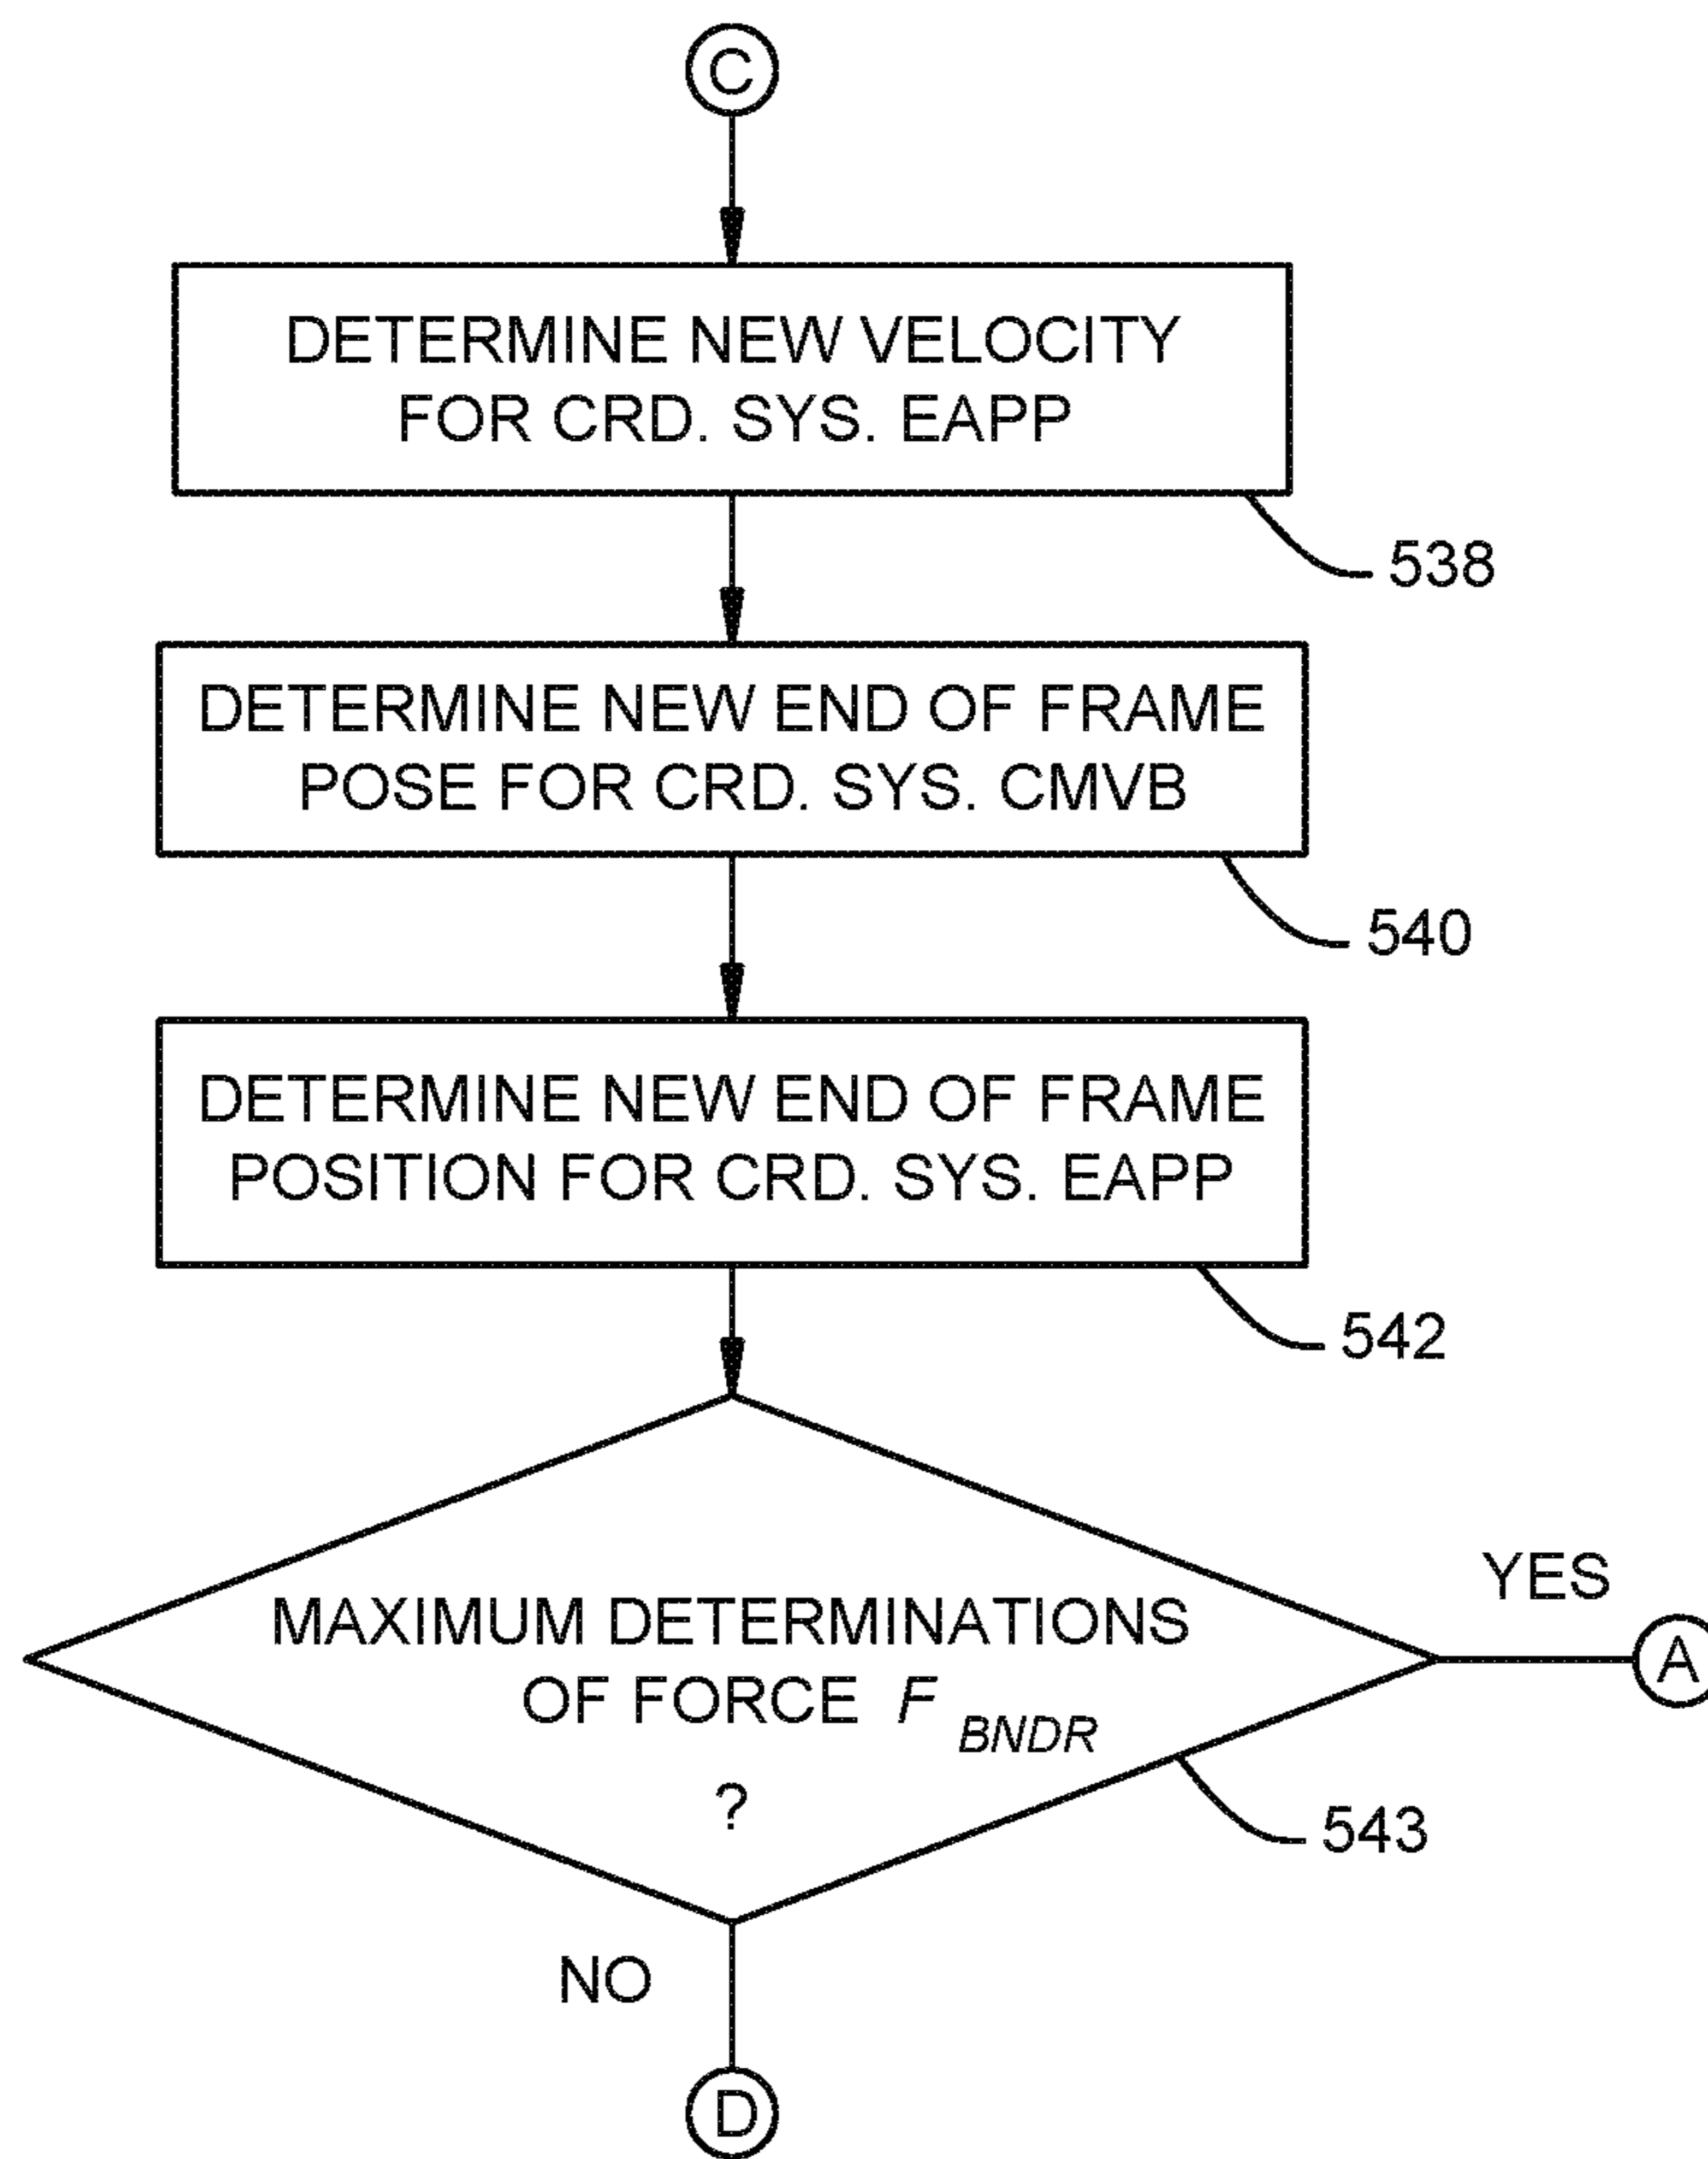 C
DETERMINE NEW VELOCITY
FOR CRD. SYS. EAPP
538
DETERMINE NEW END OF FRAME
POSE FOR CRD. SYS. CMVB
540
DETERMINE NEW END OF FRAME
POSITION FOR CRD. SYS. EAPP
542
MAXIMUM DETERMINATIONS
OF FORCE F BNDR
?
YES
A
543
NO
D